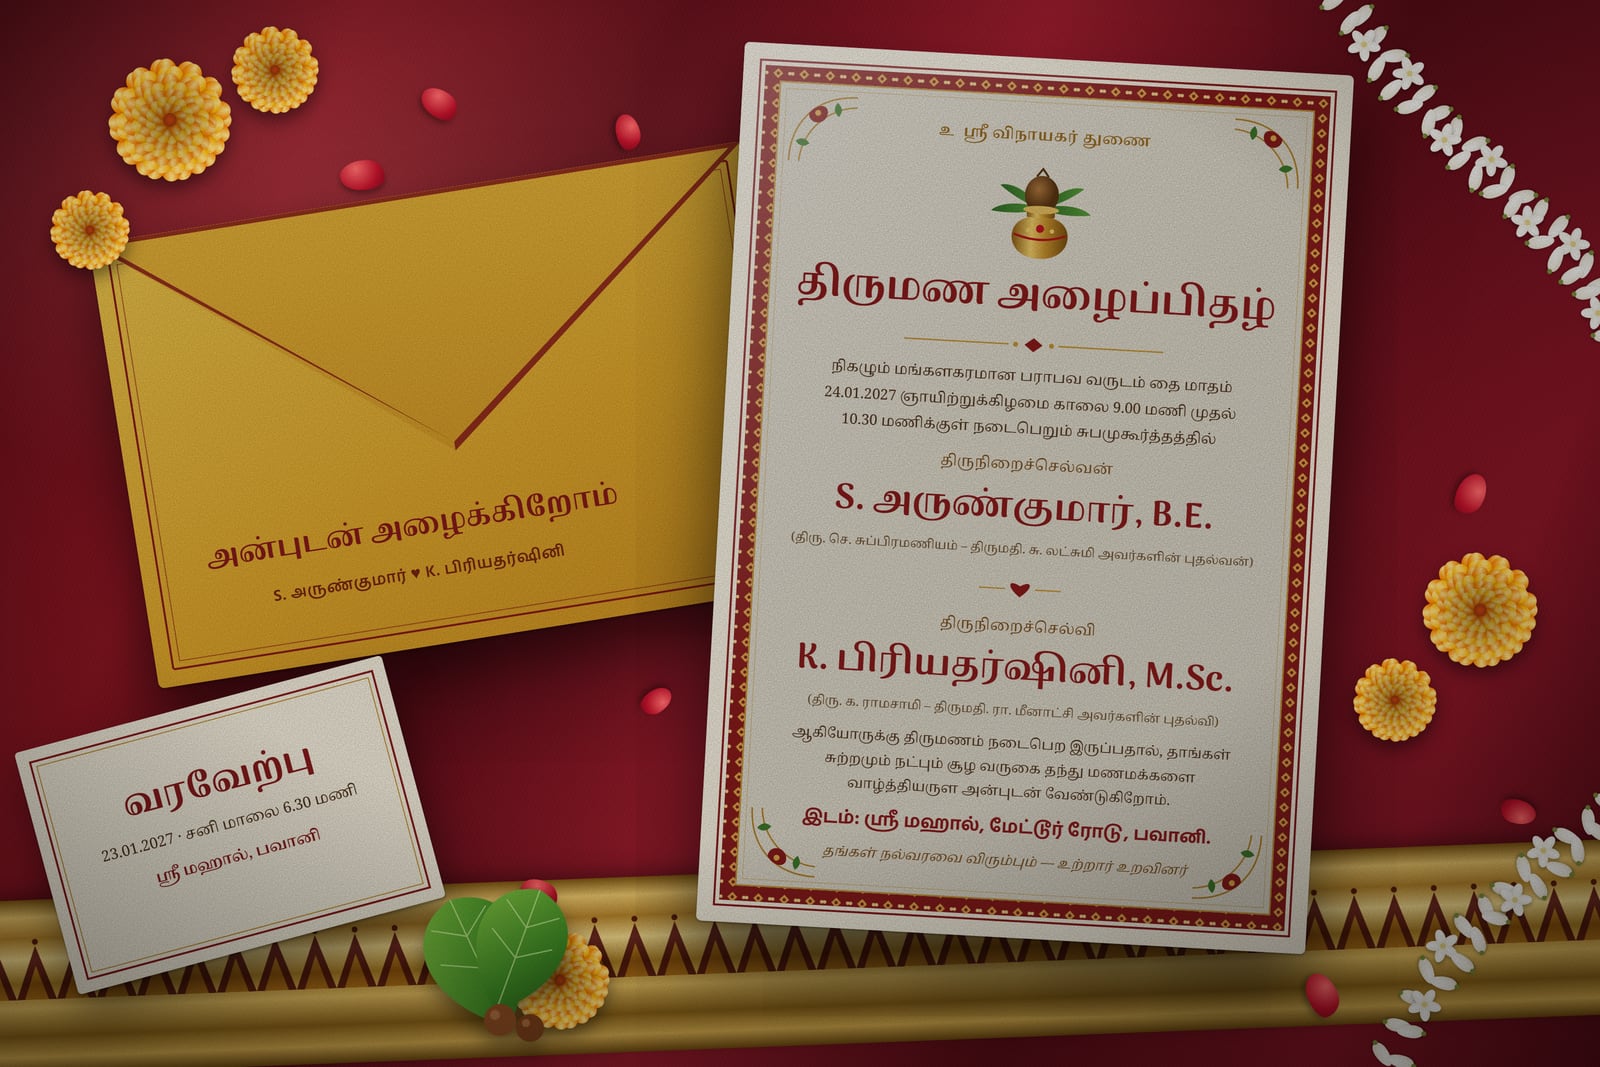 அன்புடன் அழைக்கிறோம்
S. அருண்குமார் ♥ K. பிரியதர்ஷினி
வரவேற்பு
23.01.2027 · சனி மாலை 6.30 மணி
ஸ்ரீ மஹால், பவானி
உ ஸ்ரீ விநாயகர் துணை
திருமண அழைப்பிதழ்
நிகழும் மங்களகரமான பராபவ வருடம் தை மாதம்
24.01.2027 ஞாயிற்றுக்கிழமை காலை 9.00 மணி முதல்
10.30 மணிக்குள் நடைபெறும் சுபமுகூர்த்தத்தில்
திருநிறைச்செல்வன்
S. அருண்குமார், B.E.
(திரு. செ. சுப்பிரமணியம் – திருமதி. சு. லட்சுமி அவர்களின் புதல்வன்)
திருநிறைச்செல்வி
K. பிரியதர்ஷினி, M.Sc.
(திரு. க. ராமசாமி – திருமதி. ரா. மீனாட்சி அவர்களின் புதல்வி)
ஆகியோருக்கு திருமணம் நடைபெற இருப்பதால், தாங்கள்
சுற்றமும் நட்பும் சூழ வருகை தந்து மணமக்களை
வாழ்த்தியருள அன்புடன் வேண்டுகிறோம்.
இடம்: ஸ்ரீ மஹால், மேட்டூர் ரோடு, பவானி.
தங்கள் நல்வரவை விரும்பும் — உற்றார் உறவினர்